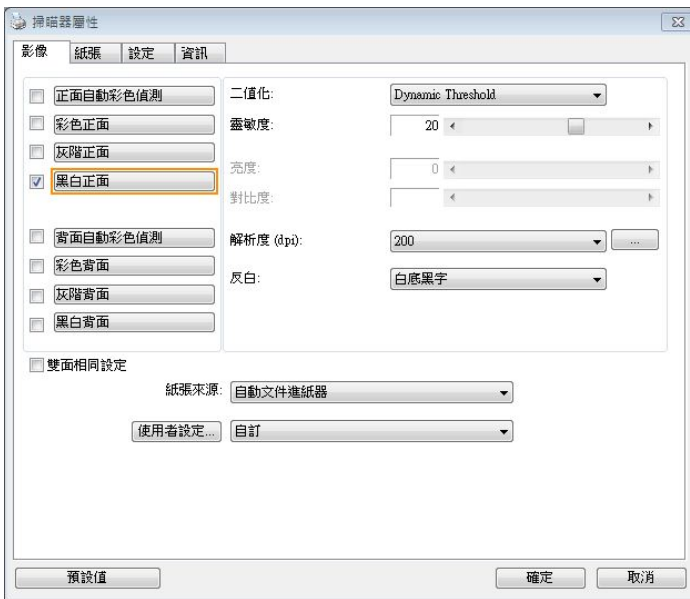 掃瞄器屬性
影像 紙張 設定 資訊
正面自動彩色偵測 二值化: Dynamic Threshold
彩色正面 靈敏度: 20
灰階正面 亮度: 0
黑白正面 對比度:
背面自動彩色偵測 解析度 (dpi): 200 ...
彩色背面 反白: 白底黑字
灰階背面
黑白背面
雙面相同設定
紙張來源: 自動文件進紙器
使用者設定... 自訂
預設值 確定 取消